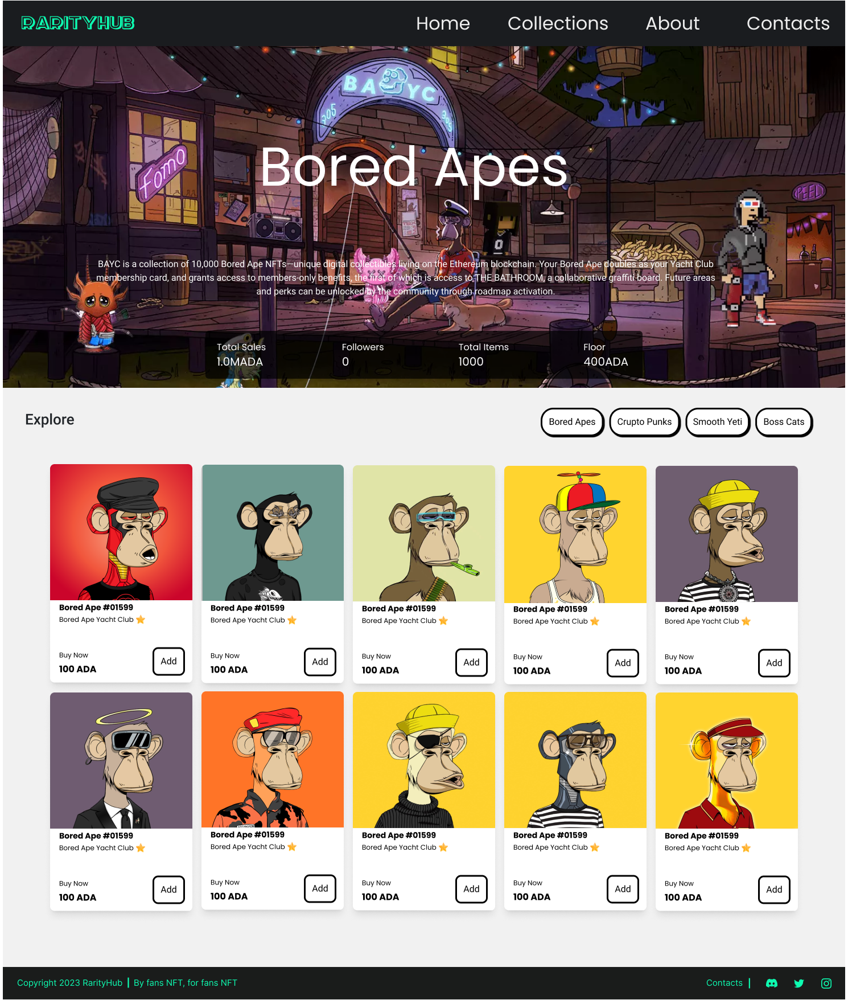 RARITYHUB
Home Collections About Contacts
BAYC
305 305
Fomo
PEEL
Bored Apes
BAYC is a collection of 10,000 Bored Ape NFTs—unique digital collectibles living on the Ethereum blockchain. Your Bored Ape doubles as your Yacht Club
membership card, and grants access to members-only benefits, the first of which is access to THE BATHROOM, a collaborative graffiti board. Future areas
and perks can be unlocked by the community through roadmap activation.
Total Sales Followers Total Items Floor
1.0MADA 0 1000 400ADA
Explore
Bored Apes Crupto Punks Smooth Yeti Boss Cats
Bored Ape #01599 Bored Ape #01599 Bored Ape #01599 Bored Ape #01599 Bored Ape #01599
Bored Ape Yacht Club Bored Ape Yacht Club Bored Ape Yacht Club Bored Ape Yacht Club Bored Ape Yacht Club
Buy Now Buy Now Buy Now Buy Now Buy Now
100 ADA Add 100 ADA Add 100 ADA Add 100 ADA Add 100 ADA Add
Bored Ape #01599 Bored Ape #01599 Bored Ape #01599 Bored Ape #01599 Bored Ape #01599
Bored Ape Yacht Club Bored Ape Yacht Club Bored Ape Yacht Club Bored Ape Yacht Club Bored Ape Yacht Club
Buy Now Buy Now Buy Now Buy Now Buy Now
100 ADA Add 100 ADA Add 100 ADA Add 100 ADA Add 100 ADA Add
Copyright 2023 RarityHub | By fans NFT, for fans NFT Contacts |